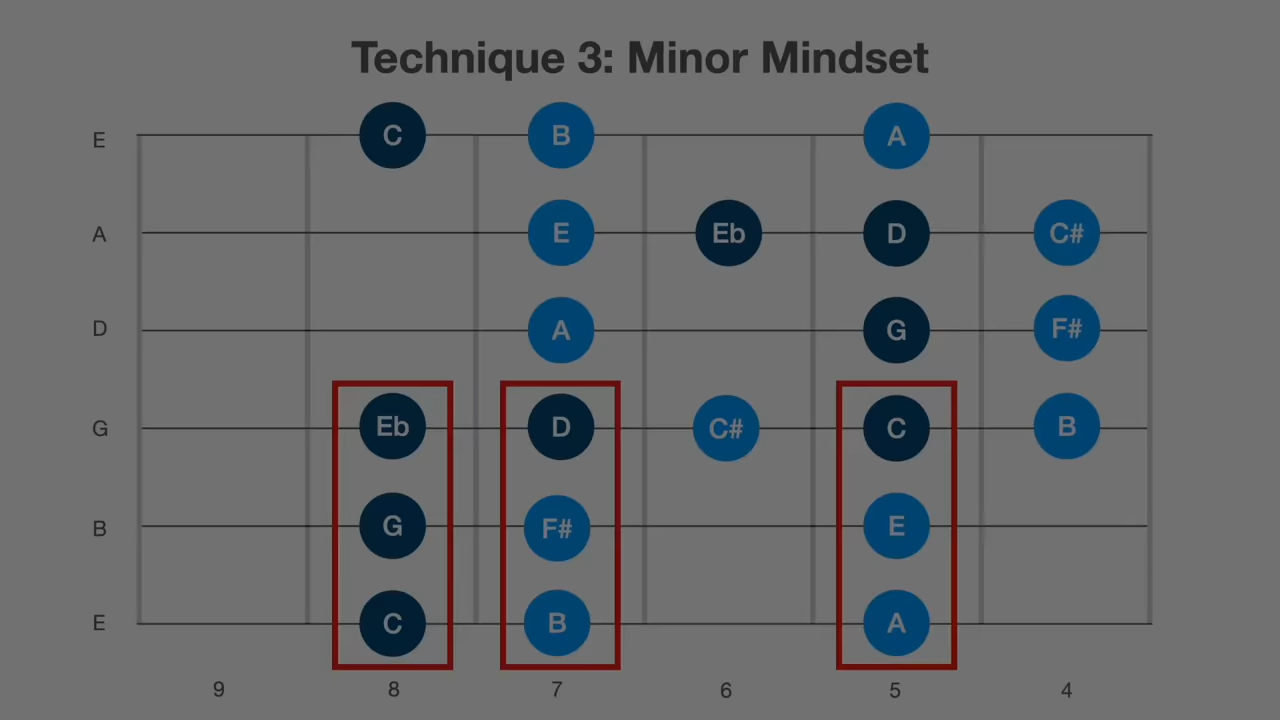 Technique 3: Minor Mindset
E C B A
A E Eb D C#
D A G F#
G Eb D C# C B
B G F# E
E C B A
9 8 7 6 5 4